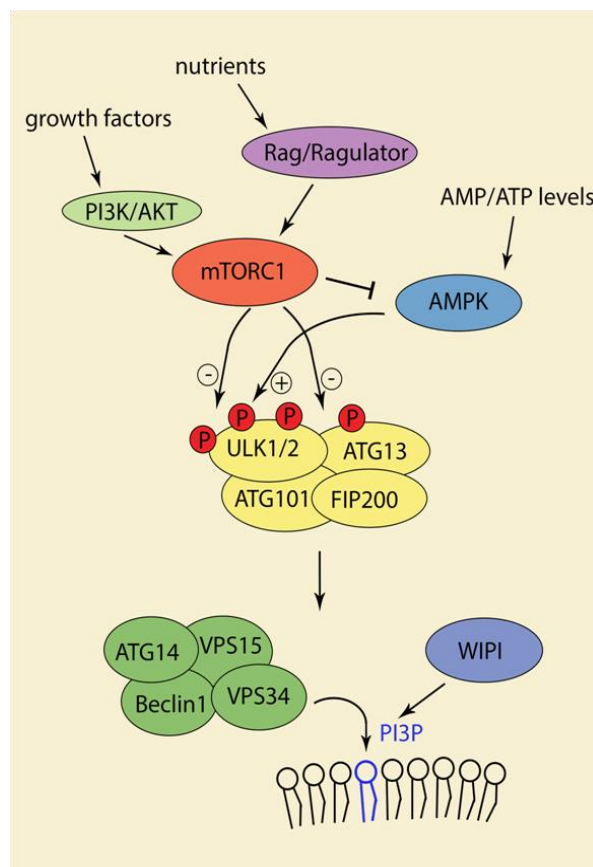 nutrients
growth factors
Rag/Ragulator
AMP/ATP levels
PI3K/AKT
mTORC1
AMPK
-
+
-
P
P
P
P
ULK1/2
ATG13
ATG101
FIP200
ATG14
VPS15
WIPI
Beclin1
VPS34
PI3P